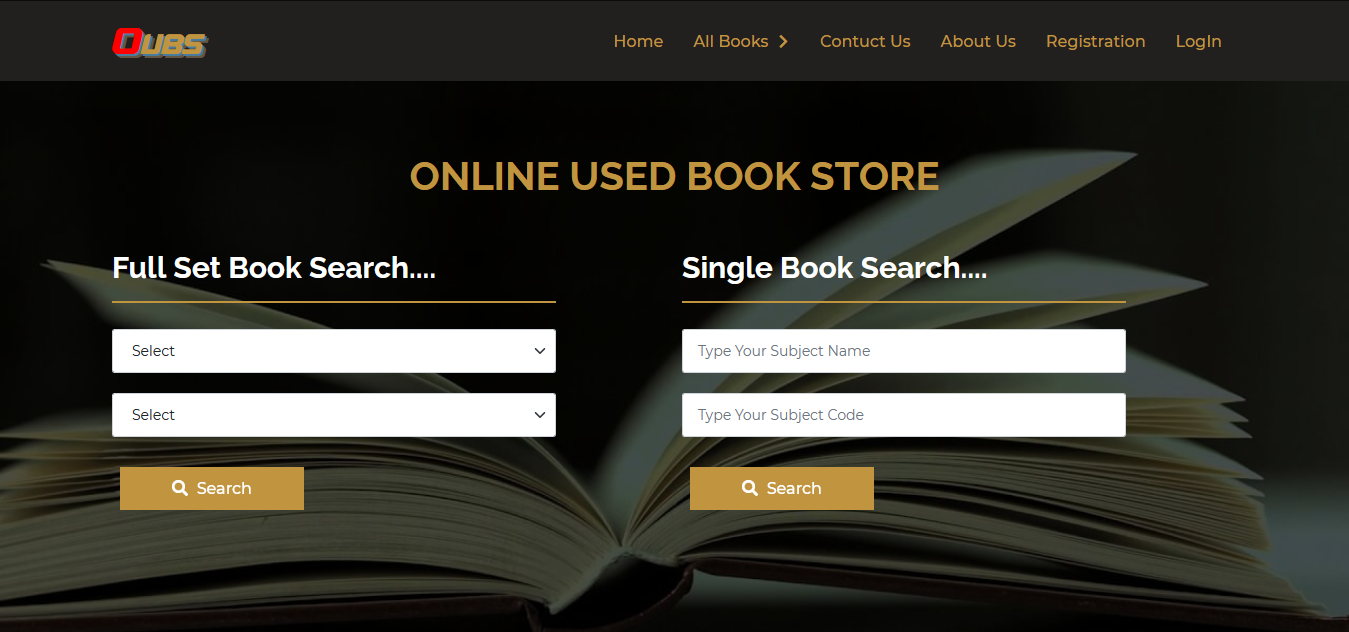 OUBS
Home All Books Contuct Us About Us Registration LogIn
ONLINE USED BOOK STORE
Full Set Book Search....
Single Book Search....
Select
Type Your Subject Name
Select
Type Your Subject Code
Search
Search